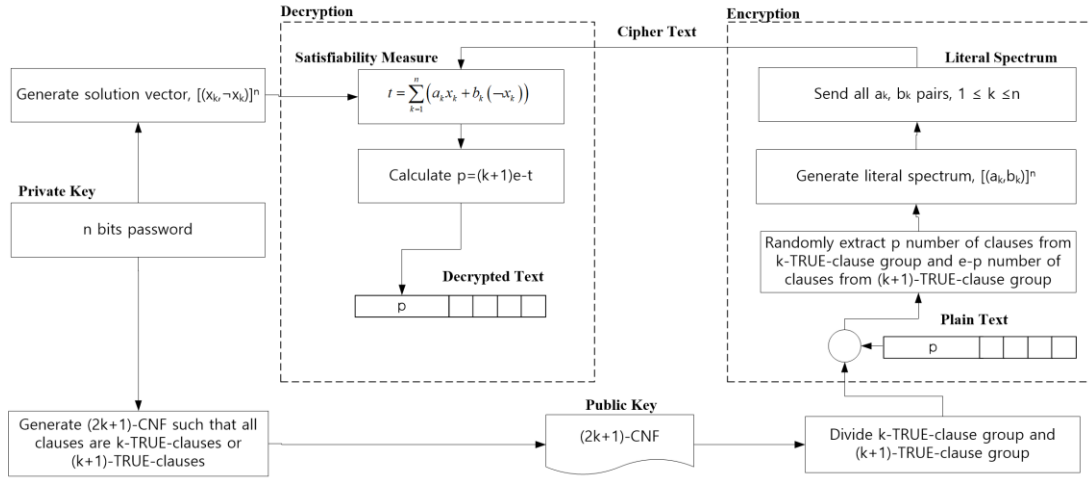 Decryption
Encryption
Cipher Text
Satisfiability Measure
Literal Spectrum
Generate solution vector, [(xₖ,¬xₖ)]ⁿ
t = ∑ₖ₌₁ⁿ (aₖxₖ + bₖ(¬xₖ))
Send all aₖ, bₖ pairs, 1 ≤ k ≤n
Calculate p=(k+1)e-t
Generate literal spectrum, [(aₖ,bₖ)]ⁿ
Private Key
n bits password
Randomly extract p number of clauses from
k-TRUE-clause group and e-p number of
clauses from (k+1)-TRUE-clause group
Decrypted Text
p
Plain Text
p
Generate (2k+1)-CNF such that all
clauses are k-TRUE-clauses or
(k+1)-TRUE-clauses
Public Key
(2k+1)-CNF
Divide k-TRUE-clause group and
(k+1)-TRUE-clause group